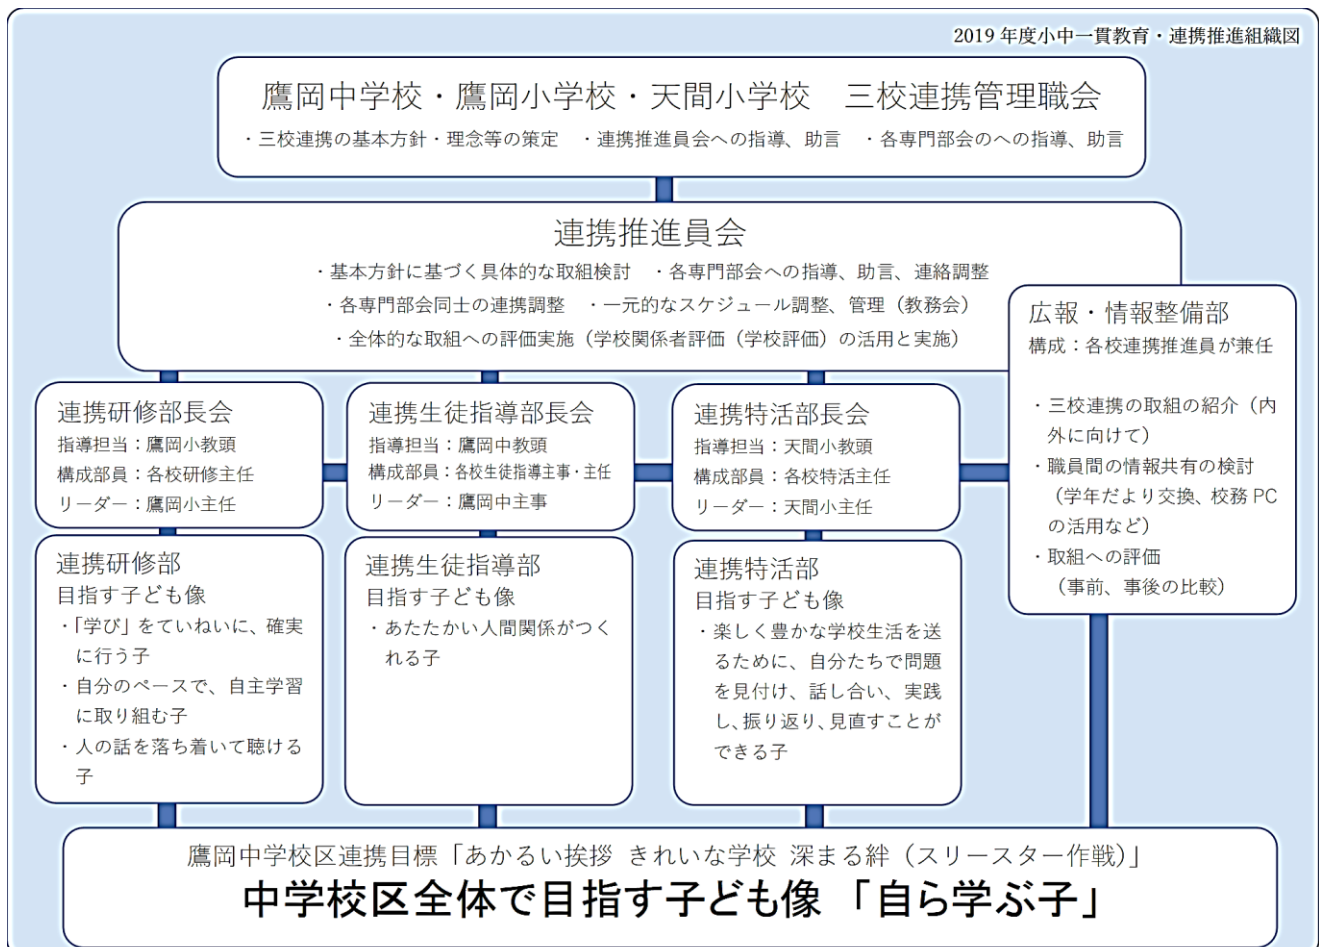 2019 年度小中一貫教育・連携推進組織図
鷹岡中学校・鷹岡小学校・天間小学校　三校連携管理職会
・三校連携の基本方針・理念等の策定　・連携推進員会への指導、助言　・各専門部会のへの指導、助言
連携推進員会
・基本方針に基づく具体的な取組検討　・各専門部会への指導、助言、連絡調整
・各専門部会同士の連携調整　・一元的なスケジュール調整、管理（教務会）
・全体的な取組への評価実施（学校関係者評価（学校評価）の活用と実施）
広報・情報整備部
構成：各校連携推進員が兼任
・三校連携の取組の紹介（内
外に向けて）
・職員間の情報共有の検討
（学年だより交換、校務 PC
の活用など）
・取組への評価
（事前、事後の比較）
連携研修部長会
指導担当：鷹岡小教頭
構成部員：各校研修主任
リーダー：鷹岡小主任
連携生徒指導部長会
指導担当：鷹岡中教頭
構成部員：各校生徒指導主事・主任
リーダー：鷹岡中主事
連携特活部長会
指導担当：天間小教頭
構成部員：各校特活主任
リーダー：天間小主任
連携研修部
目指す子ども像
・「学び」をていねいに、確実
に行う子
・自分のペースで、自主学習
に取り組む子
・人の話を落ち着いて聴ける
子
連携生徒指導部
目指す子ども像
・あたたかい人間関係がつく
れる子
連携特活部
目指す子ども像
・楽しく豊かな学校生活を送
るために、自分たちで問題
を見付け、話し合い、実践
し、振り返り、見直すことが
できる子
鷹岡中学校区連携目標「あかるい挨拶 きれいな学校 深まる絆（スリースター作戦）」
中学校区全体で目指す子ども像 「自ら学ぶ子」